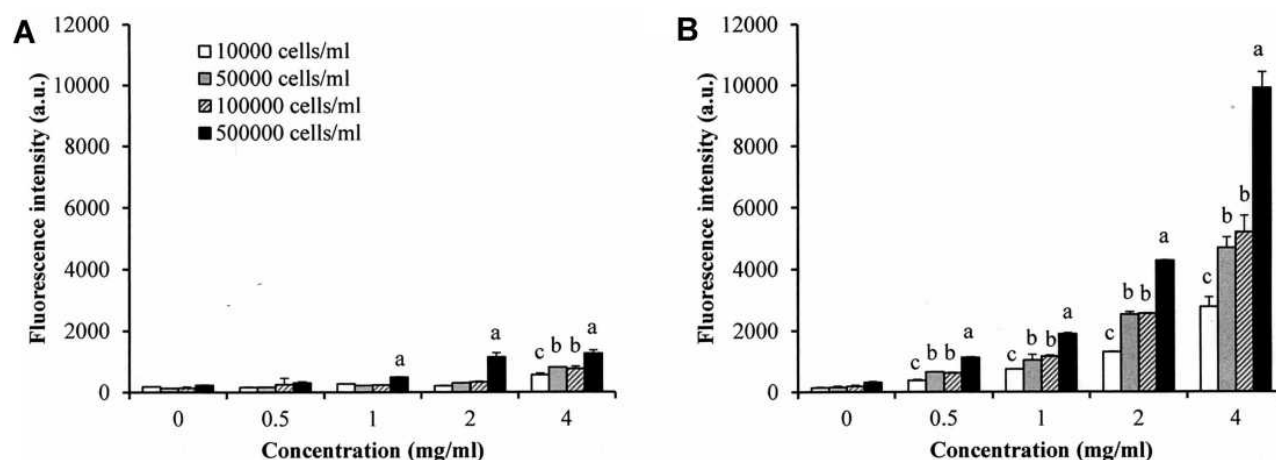 A
12000
10000
8000
6000
4000
2000
0
Fluorescence intensity (a.u.)
10000 cells/ml
50000 cells/ml
100000 cells/ml
500000 cells/ml
a
a
c b b a
0 0.5 1 2 4
Concentration (mg/ml)
B
12000
10000
8000
6000
4000
2000
0
Fluorescence intensity (a.u.)
c b b a
c b b a
c b b a
c b b a
0 0.5 1 2 4
Concentration (mg/ml)